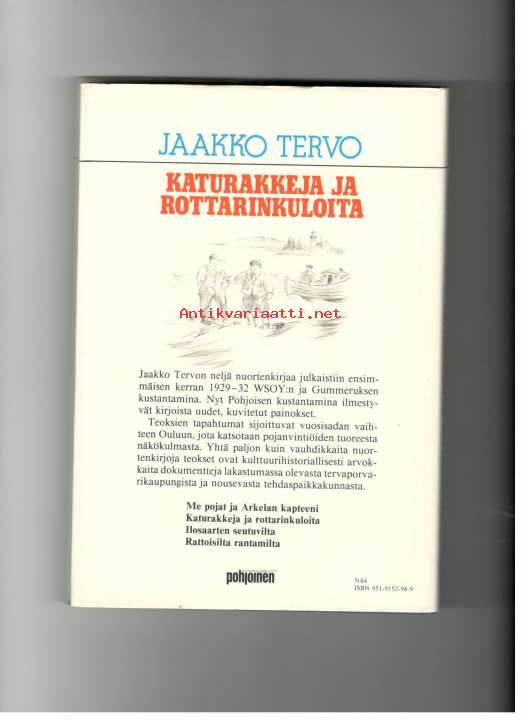 JAAKKO TERVO
KATURAKKEJA JA
ROTTARINKULOITA
Antikvariaatti.net
Jaakko Tervon neljä nuortenkirjaa julkaistiin ensim-
mäisen kerran 1929–32 WSOY:n ja Gummeruksen
kustantamina. Nyt Pohjoisen kustantamina ilmesty-
vät kirjoista uudet, kuvitetut painokset.
Teoksien tapahtumat sijoittuvat vuosisadan vaih-
teen Ouluun, jota katsotaan pojanvintiöiden tuoreesta
näkökulmasta. Yhtä paljon kuin vauhdikkaita nuor-
tenkirjoja teokset ovat kulttuurihistoriallisesti arvok-
kaita dokumentteja lakastumassa olevasta tervaporva-
rikaupungista ja nousevasta tehdaspaikkakunnasta.
Me pojat ja Arkelan kapteeni
Katurakkeja ja rottarinkuloita
Ilosaarten seutuvilta
Rattoisilta rantamilta
pohjoinen
N84
ISBN 951-9152-98-9